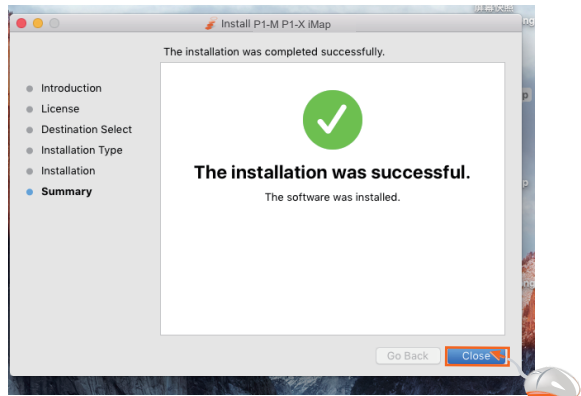 Install P1-M P1-X iMap
The installation was completed successfully.
Introduction
License
Destination Select
Installation Type
Installation
Summary
The installation was successful.
The software was installed.
Go Back
Close